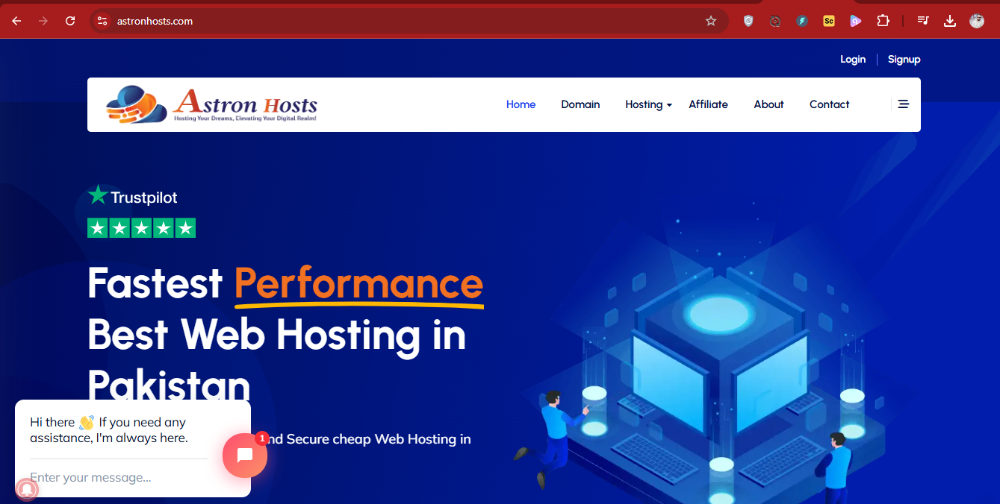 astronhosts.com
Sc
Login
Signup
Astron Hosts
Hosting Your Dreams, Elevating Your Digital Realm!
Home
Domain
Hosting
Affiliate
About
Contact
Trustpilot
Fastest Performance
Best Web Hosting in
Pakistan
nd Secure cheap Web Hosting in
Hi there 👋 If you need any
assistance, I'm always here.
1
Enter your message...